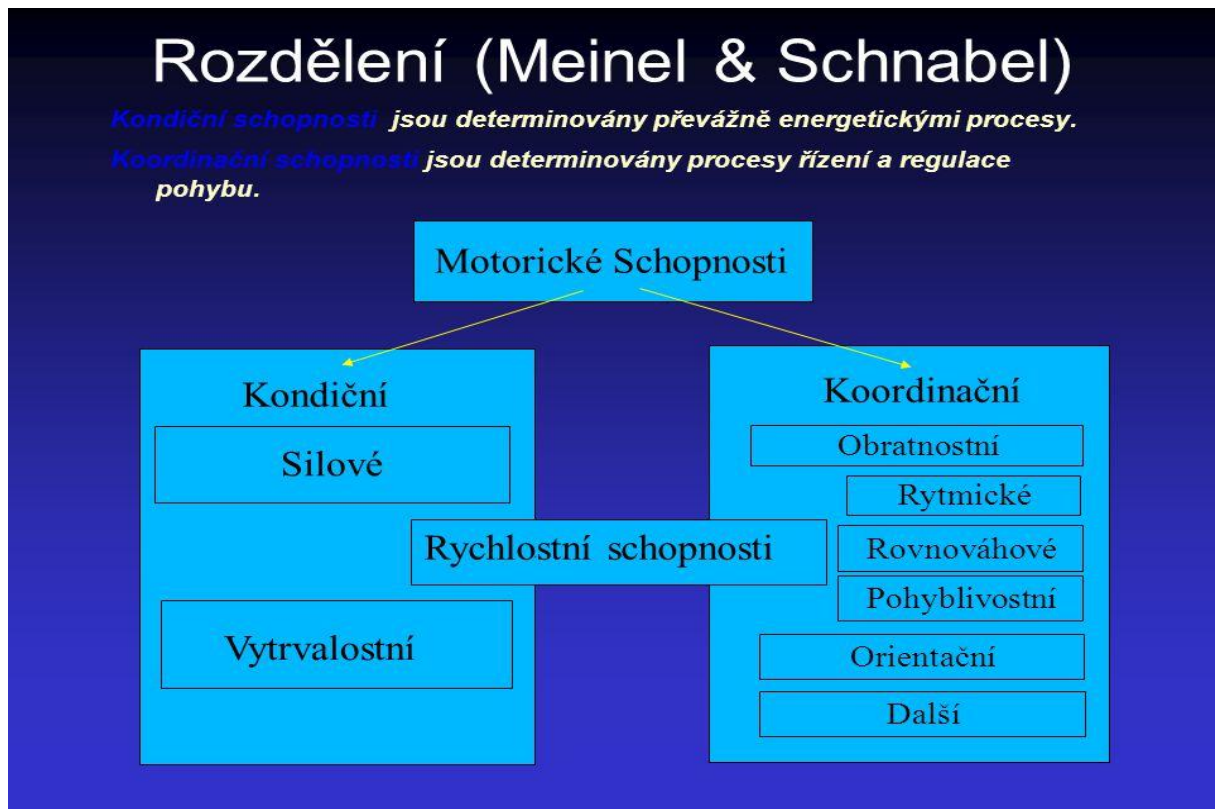 Rozdělení (Meinel & Schnabel)
Kondiční schopnosti jsou determinovány převážně energetickými procesy.
Koordinační schopnosti jsou determinovány procesy řízení a regulace
pohybu.
Motorické Schopnosti
Kondiční
Silové
Rychlostní schopnosti
Vytrvalostní
Koordinační
Obratnostní
Rytmické
Rovnováhové
Pohyblivostní
Orientační
Další